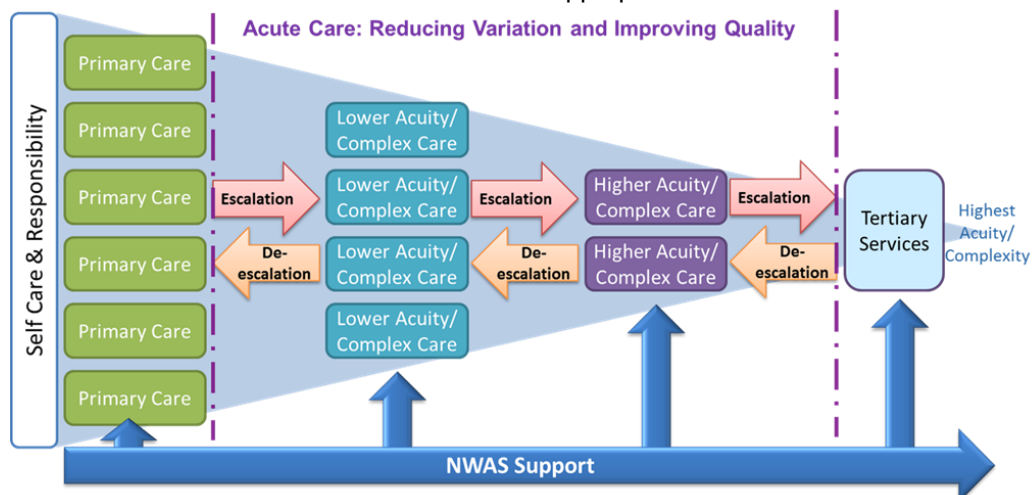 Acute Care: Reducing Variation and Improving Quality
Self Care & Responsibility
Primary Care
Primary Care
Primary Care
Primary Care
Primary Care
Primary Care
Escalation
De-
escalation
Lower Acuity/
Complex Care
Lower Acuity/
Complex Care
Lower Acuity/
Complex Care
Lower Acuity/
Complex Care
Escalation
De-
escalation
Higher Acuity/
Complex Care
Higher Acuity/
Complex Care
Escalation
De-
escalation
Tertiary
Services
Highest
Acuity/
Complexity
NWAS Support